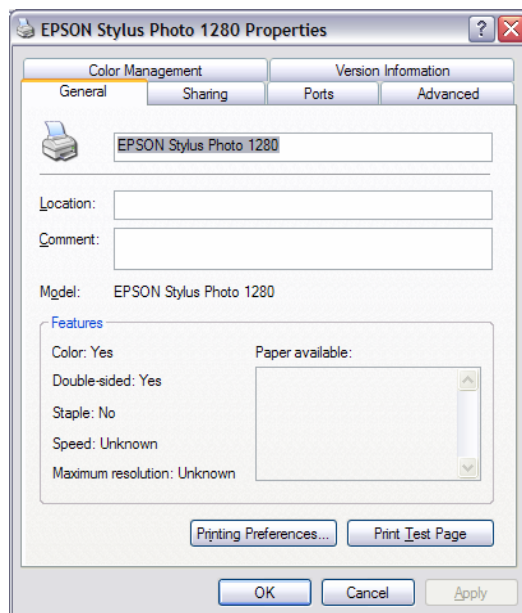 EPSON Stylus Photo 1280 Properties
Color Management Version Information
General Sharing Ports Advanced
EPSON Stylus Photo 1280
Location:
Comment:
Model: EPSON Stylus Photo 1280
Features
Color: Yes Paper available:
Double-sided: Yes
Staple: No
Speed: Unknown
Maximum resolution: Unknown
Printing Preferences... Print Test Page
OK Cancel Apply